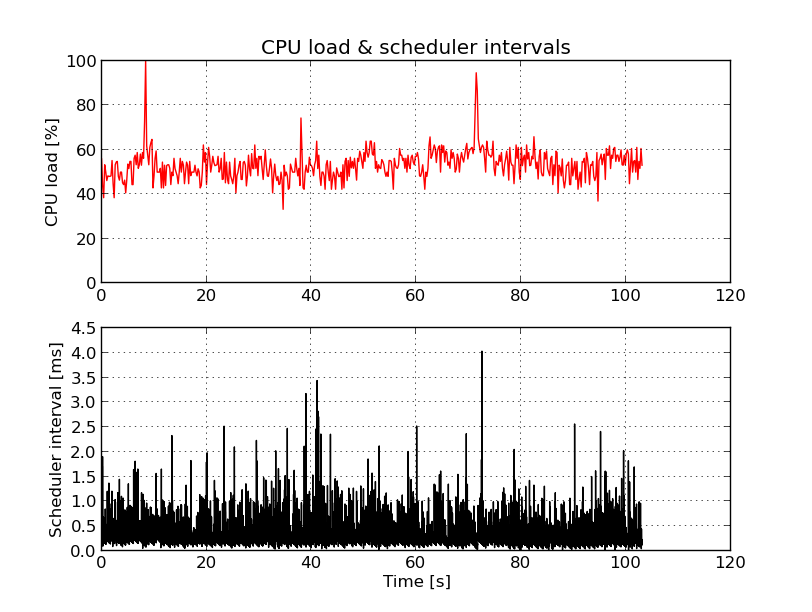 CPU load & scheduler intervals
CPU load [%]
100
80
60
40
20
0
0 20 40 60 80 100 120
Scheduler interval [ms]
4.5
4.0
3.5
3.0
2.5
2.0
1.5
1.0
0.5
0.0
0 20 40 60 80 100 120
Time [s]